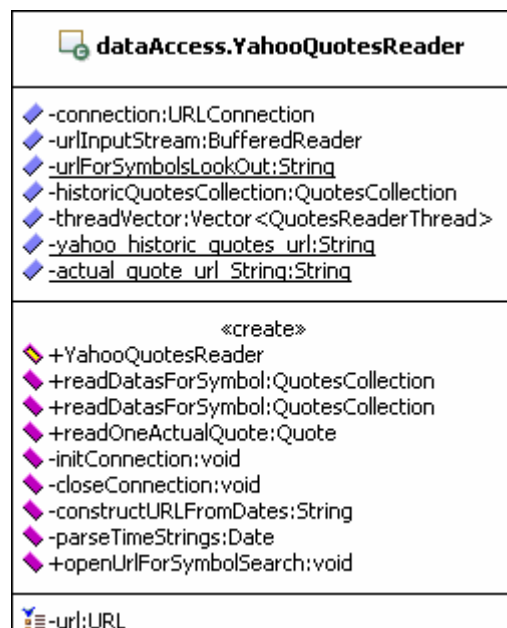 dataAccess.YahooQuotesReader
-connection:URLConnection
-urlInputStream:BufferedReader
-urlForSymbolsLookOut:String
-historicQuotesCollection:QuotesCollection
-threadVector:Vector<QuotesReaderThread>
-yahoo_historic_quotes_url:String
-actual_quote_url_String:String
«create»
+YahooQuotesReader
+readDatasForSymbol:QuotesCollection
+readDatasForSymbol:QuotesCollection
+readOneActualQuote:Quote
-initConnection:void
-closeConnection:void
-constructURLFromDates:String
-parseTimeStrings:Date
+openUrlForSymbolSearch:void
-url:URL